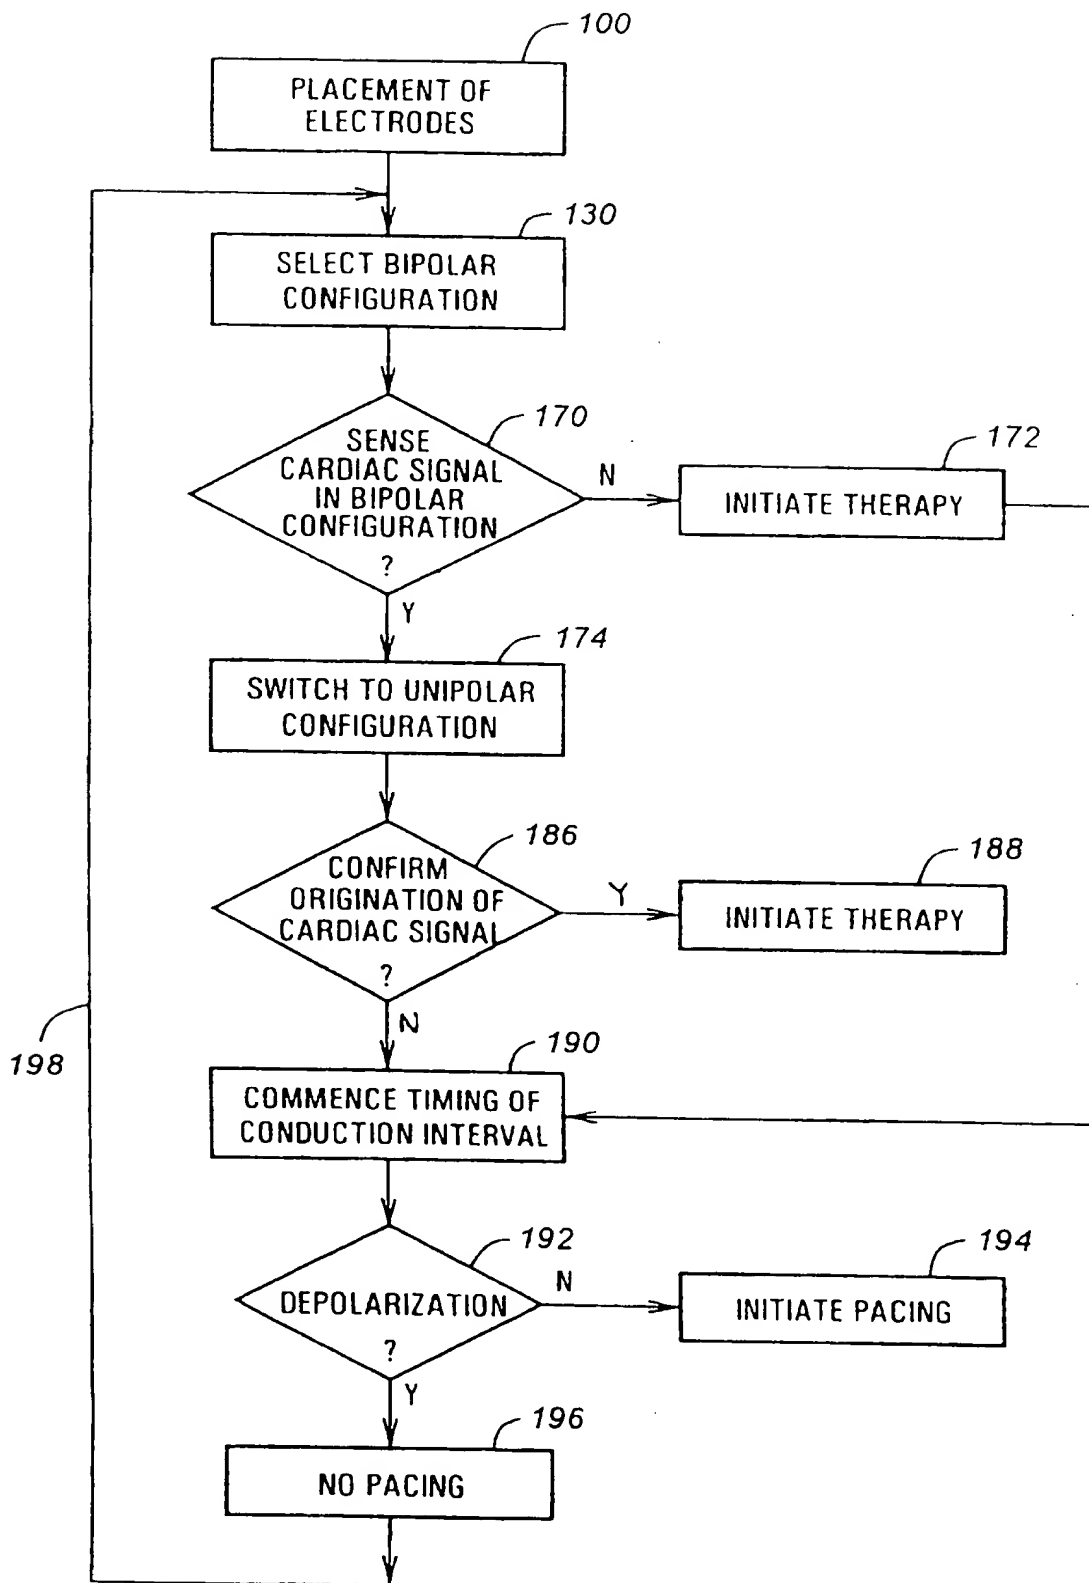 100
PLACEMENT OF
ELECTRODES
130
SELECT BIPOLAR
CONFIGURATION
170
SENSE
CARDIAC SIGNAL
IN BIPOLAR
CONFIGURATION
?
N
172
INITIATE THERAPY
Y
174
SWITCH TO UNIPOLAR
CONFIGURATION
186
CONFIRM
ORIGINATION OF
CARDIAC SIGNAL
?
Y
188
INITIATE THERAPY
N
198
190
COMMENCE TIMING OF
CONDUCTION INTERVAL
192
DEPOLARIZATION
?
N
194
INITIATE PACING
Y
196
NO PACING